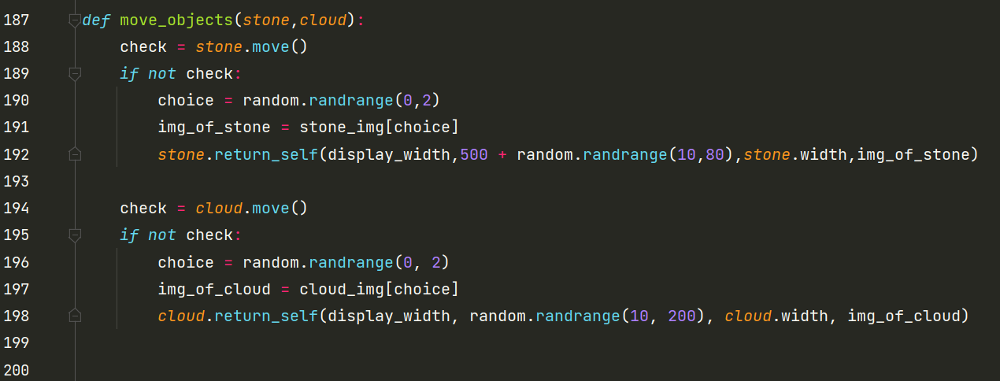 187 def move_objects(stone,cloud):
188     check = stone.move()
189     if not check:
190         choice = random.randrange(0,2)
191         img_of_stone = stone_img[choice]
192         stone.return_self(display_width,500 + random.randrange(10,80),stone.width,img_of_stone)
193
194     check = cloud.move()
195     if not check:
196         choice = random.randrange(0, 2)
197         img_of_cloud = cloud_img[choice]
198         cloud.return_self(display_width, random.randrange(10, 200), cloud.width, img_of_cloud)
199
200